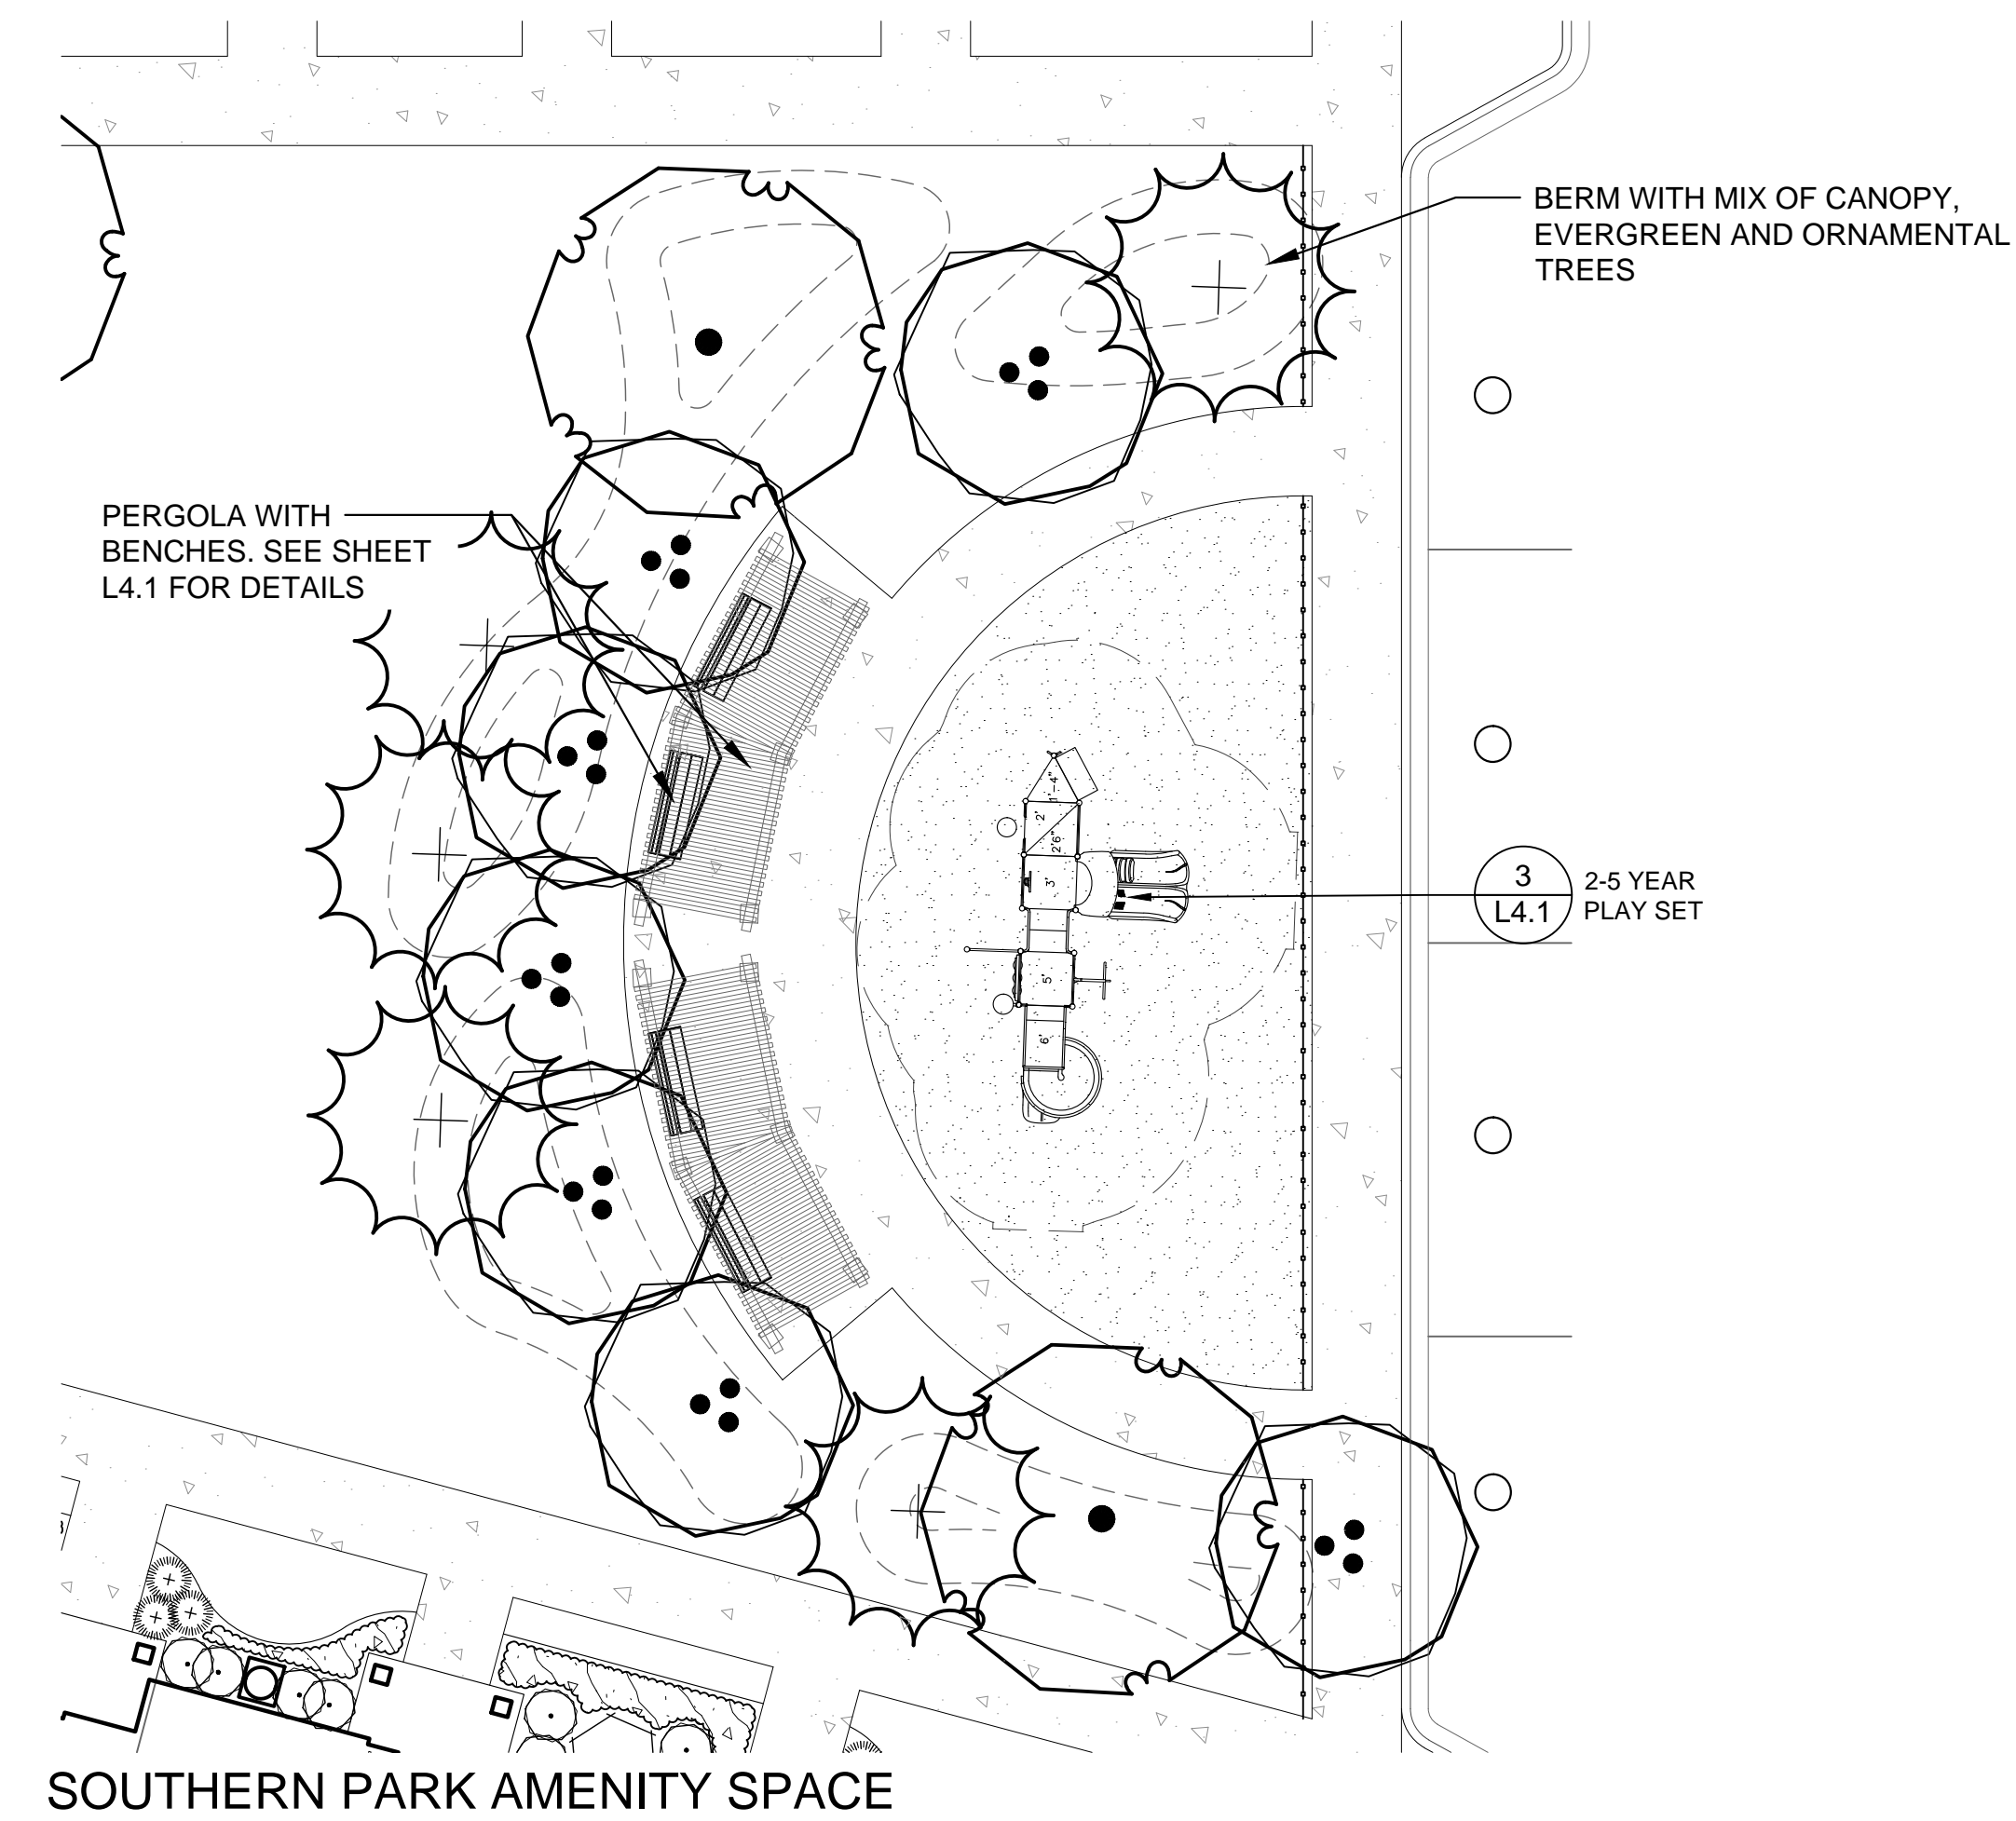 BERM WITH MIX OF CANOPY,
EVERGREEN AND ORNAMENTAL
TREES
PERGOLA WITH
BENCHES. SEE SHEET
L4.1 FOR DETAILS
1'-4"
2'
2'6"
3'
5'
6'
3
L4.1
2-5 YEAR
PLAY SET
SOUTHERN PARK AMENITY SPACE